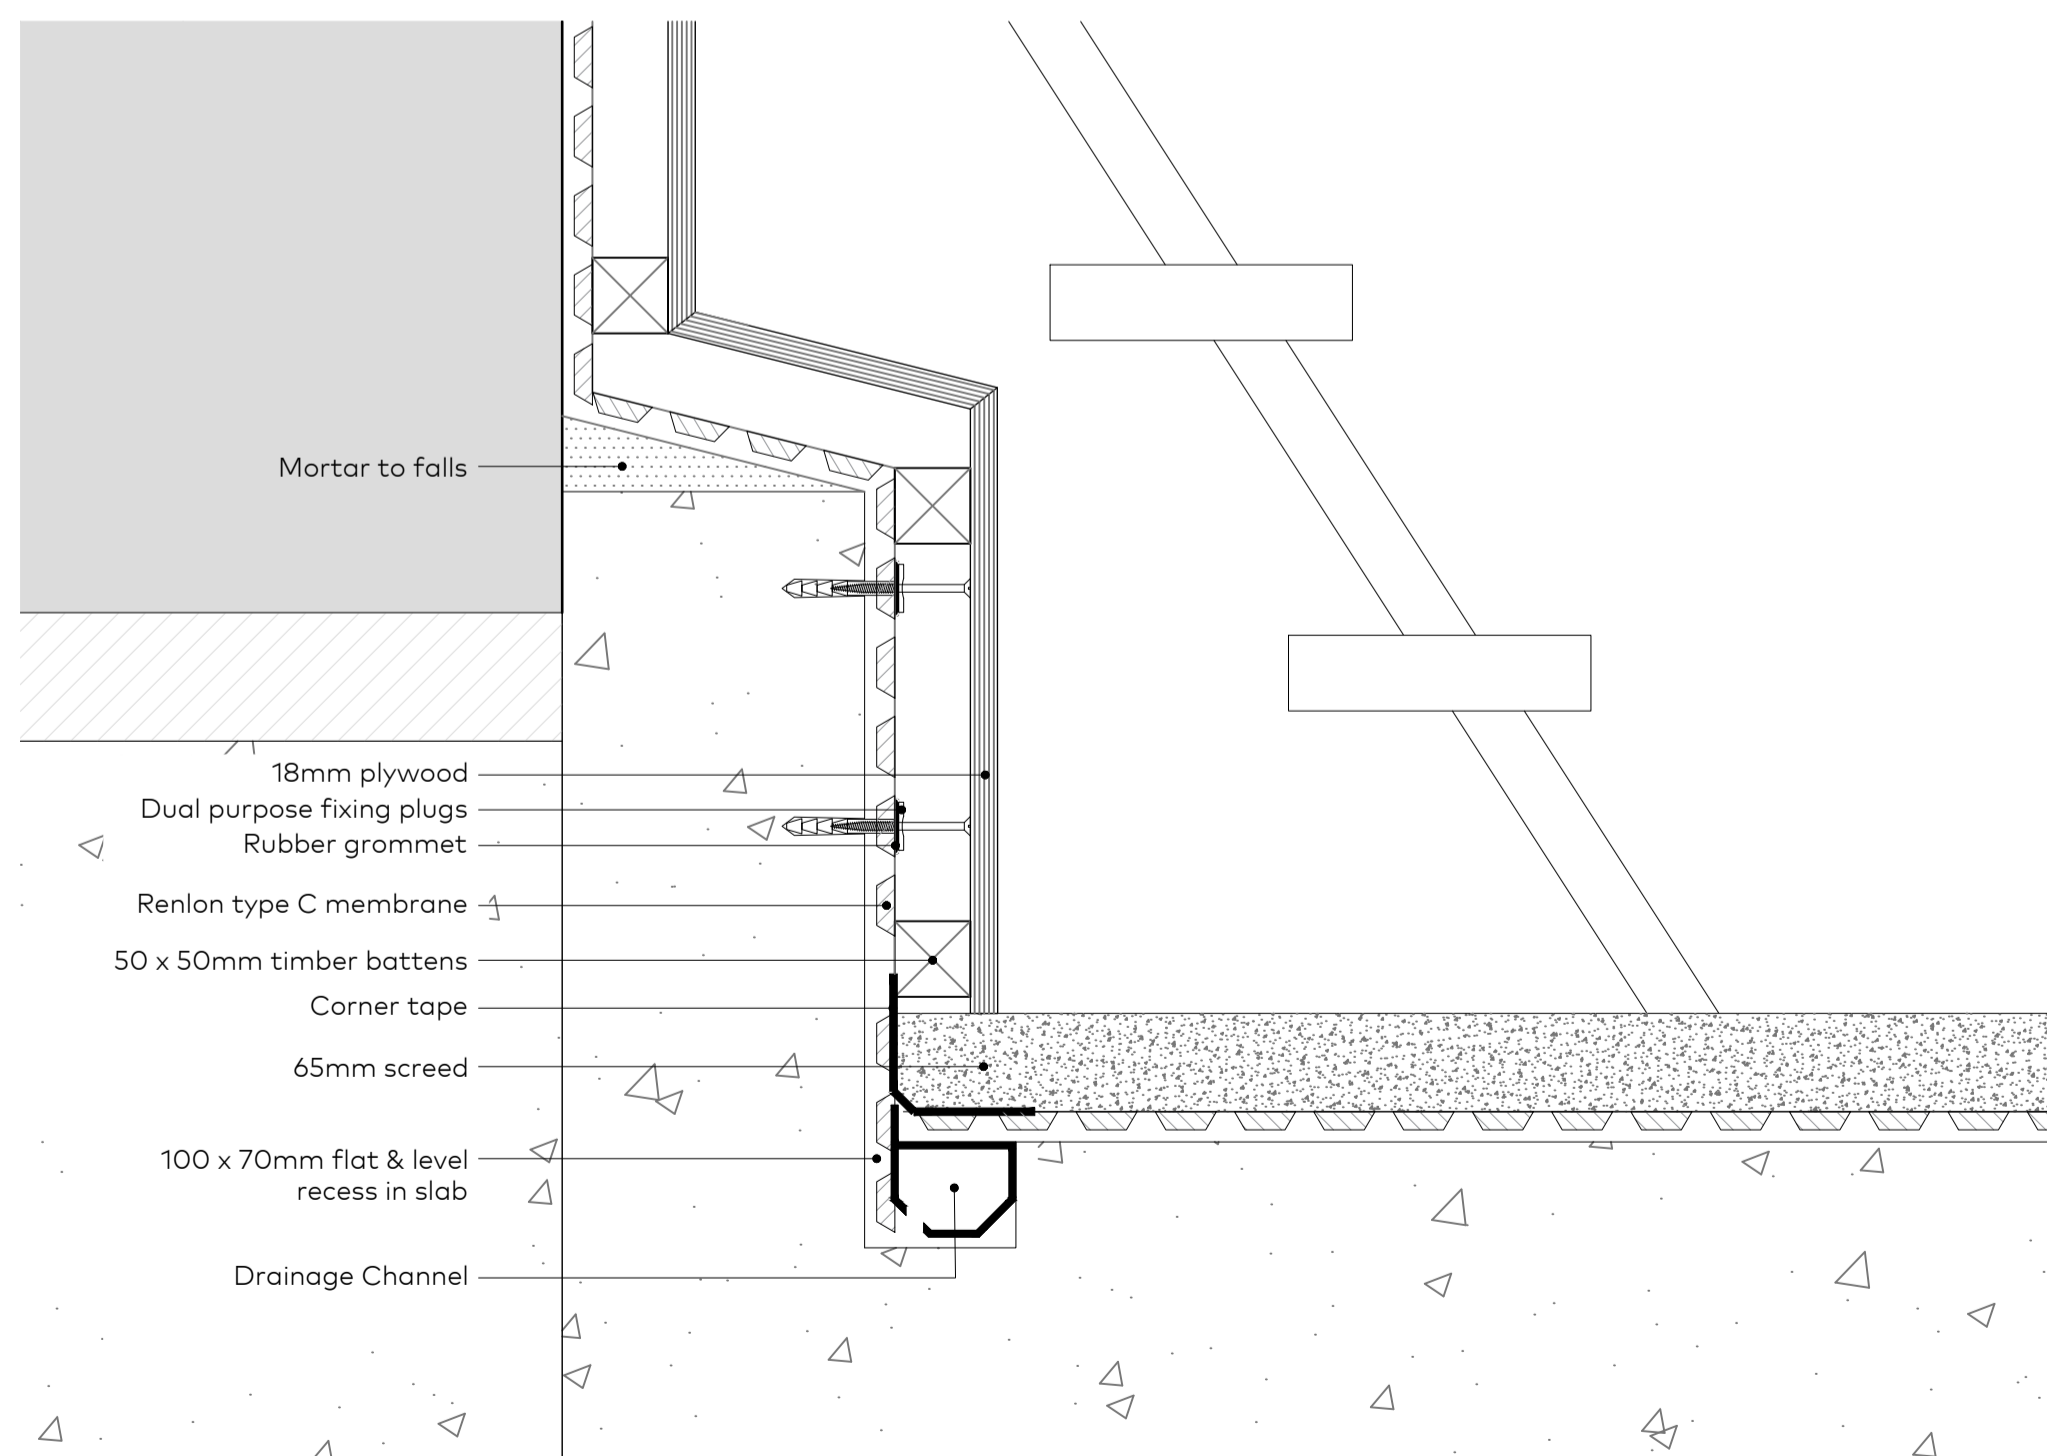 Mortar to falls
18mm plywood
Dual purpose fixing plugs
Rubber grommet
Renlon type C membrane
50 x 50mm timber battens
Corner tape
65mm screed
100 x 70mm flat & level
recess in slab
Drainage Channel